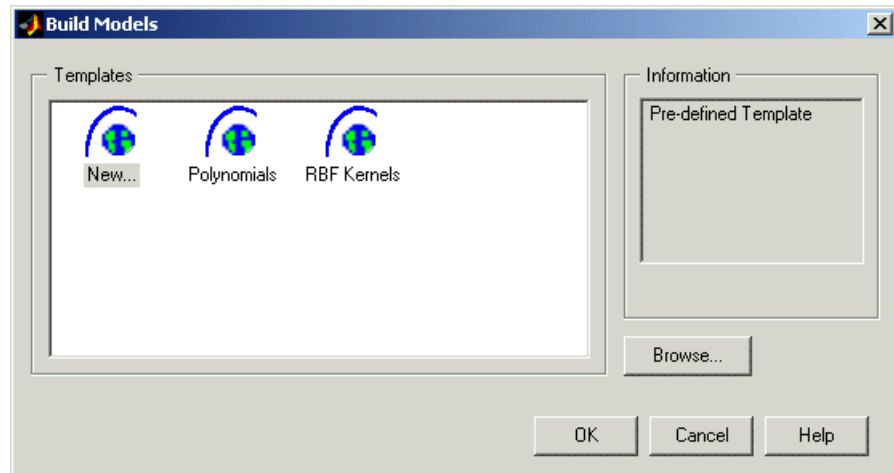 Build Models
Templates
New...
Polynomials
RBF Kernels
Information
Pre-defined Template
Browse...
OK
Cancel
Help